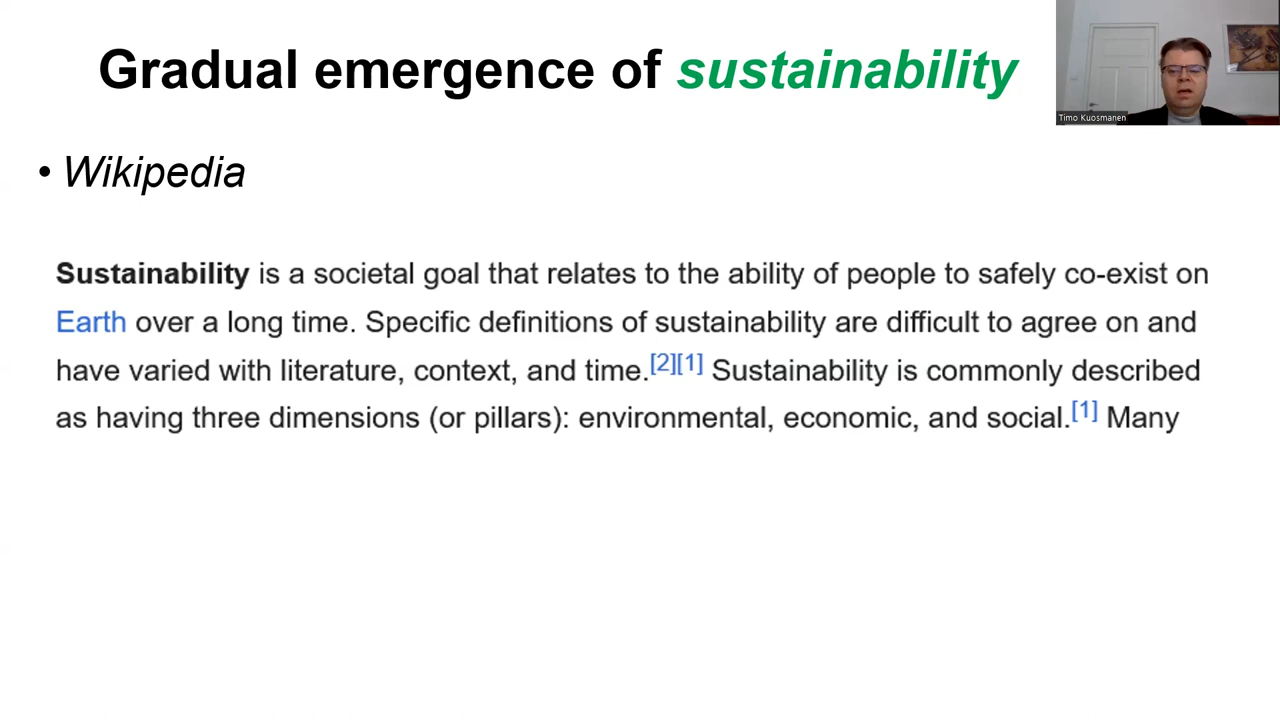 Gradual emergence of sustainability
Timo Kuosmanen
• Wikipedia
Sustainability is a societal goal that relates to the ability of people to safely co-exist on
Earth over a long time. Specific definitions of sustainability are difficult to agree on and
have varied with literature, context, and time.[2][1] Sustainability is commonly described
as having three dimensions (or pillars): environmental, economic, and social.[1] Many